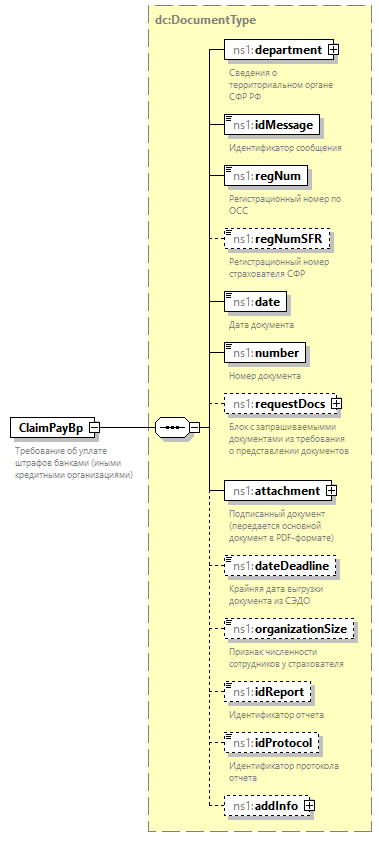 dc:DocumentType
ns1:department
Сведения о
территориальном органе
СФР РФ
ns1:idMessage
Идентификатор сообщения
ns1:regNum
Регистрационный номер по
ОСС
ns1:regNumSFR
Регистрационный номер
страхователя СФР
ns1:date
Дата документа
ns1:number
Номер документа
ns1:requestDocs
Блок с запрашиваемымми
документами из требования
о представлении документов
ClaimPayBp
Требование об уплате
штрафов банками (иными
кредитными организациями)
ns1:attachment
Подписанный документ
(передается основной
документ в PDF-формате)
ns1:dateDeadline
Крайняя дата выгрузки
документа из СЭДО
ns1:organizationSize
Признак численности
сотрудников у страхователя
ns1:idReport
Идентификатор отчета
ns1:idProtocol
Идентификатор протокола
отчета
ns1:addInfo